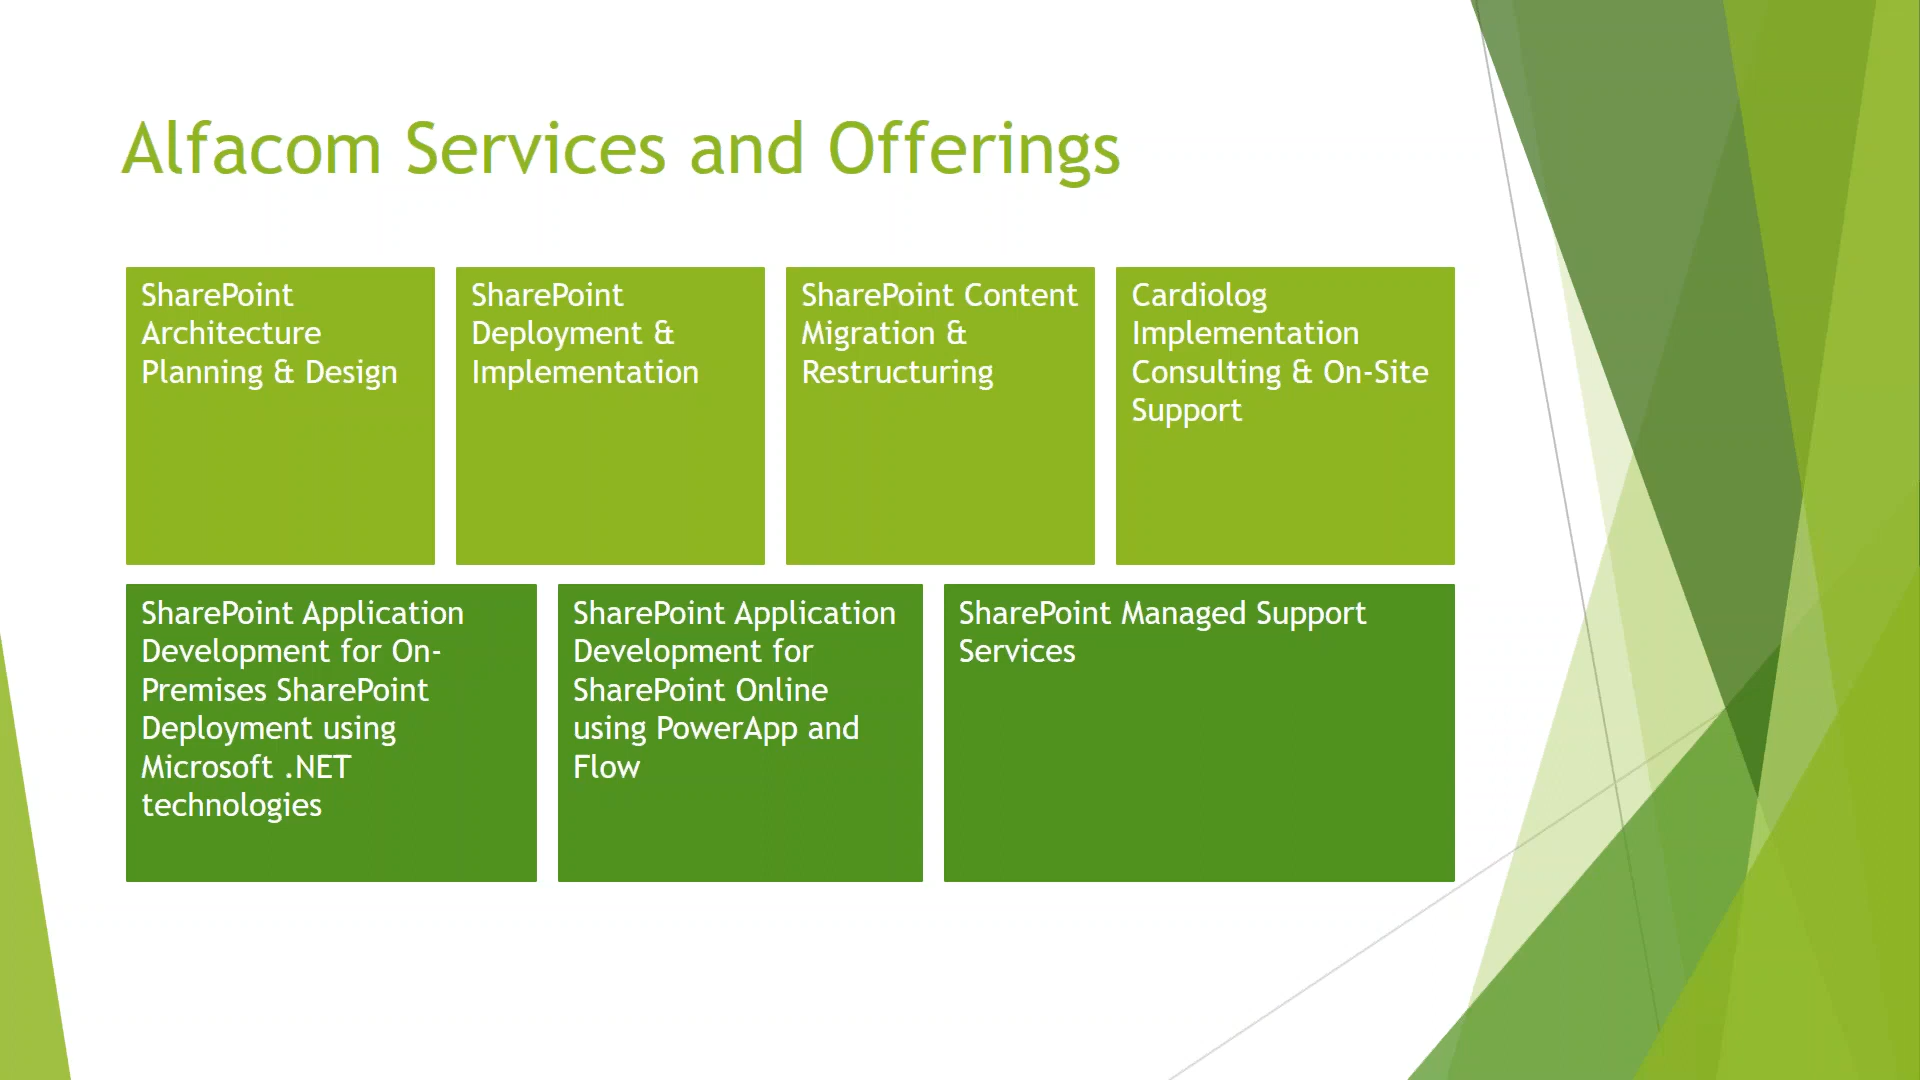 Alfacom Services and Offerings
SharePoint
Architecture
Planning & Design
SharePoint
Deployment &
Implementation
SharePoint Content
Migration &
Restructuring
Cardiolog
Implementation
Consulting & On-Site
Support
SharePoint Application
Development for On-
Premises SharePoint
Deployment using
Microsoft .NET
technologies
SharePoint Application
Development for
SharePoint Online
using PowerApp and
Flow
SharePoint Managed Support
Services